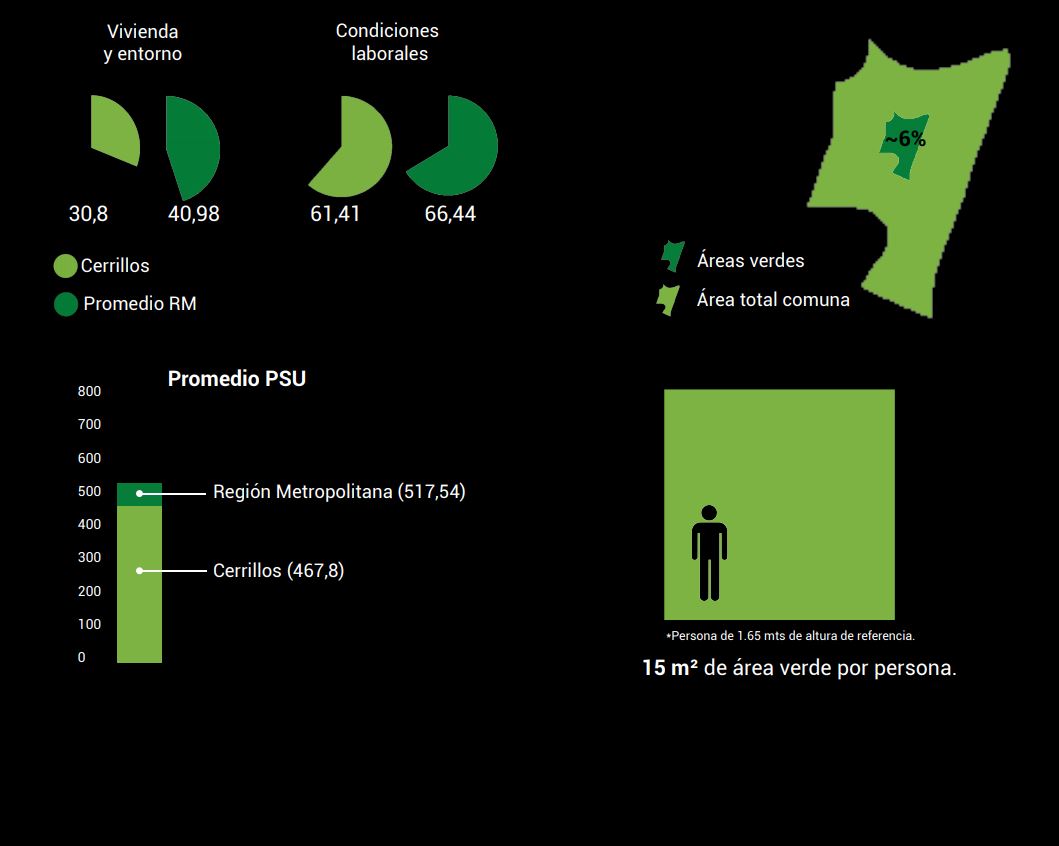 Vivienda
y entorno
Condiciones
laborales
30,8
40,98
61,41
66,44
Cerrillos
Promedio RM
~6%
Áreas verdes
Área total comuna
Promedio PSU
800
700
600
500
400
300
200
100
0
Región Metropolitana (517,54)
Cerrillos (467,8)
*Persona de 1.65 mts de altura de referencia.
15 m² de área verde por persona.